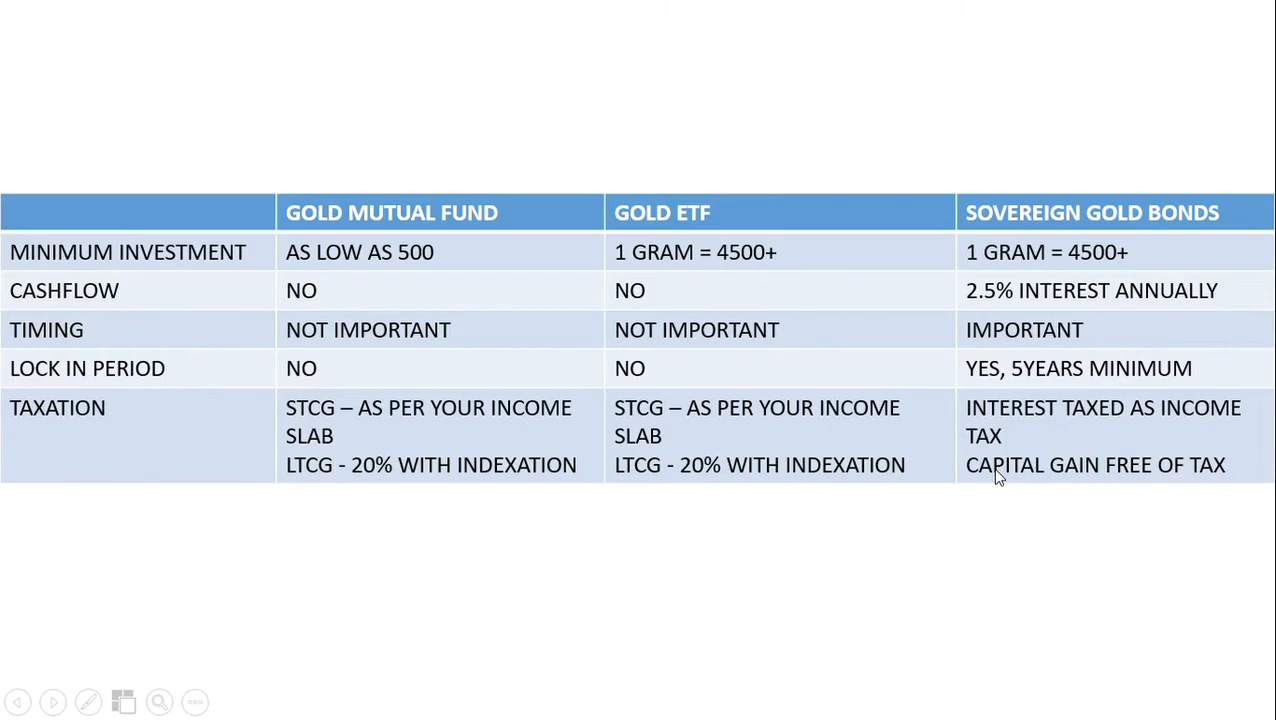 GOLD MUTUAL FUND GOLD ETF SOVEREIGN GOLD BONDS
MINIMUM INVESTMENT AS LOW AS 500 1 GRAM = 4500+ 1 GRAM = 4500+
CASHFLOW NO NO 2.5% INTEREST ANNUALLY
TIMING NOT IMPORTANT NOT IMPORTANT IMPORTANT
LOCK IN PERIOD NO NO YES, 5YEARS MINIMUM
TAXATION STCG – AS PER YOUR INCOME STCG – AS PER YOUR INCOME INTEREST TAXED AS INCOME
SLAB SLAB TAX
LTCG - 20% WITH INDEXATION LTCG - 20% WITH INDEXATION CAPITAL GAIN FREE OF TAX